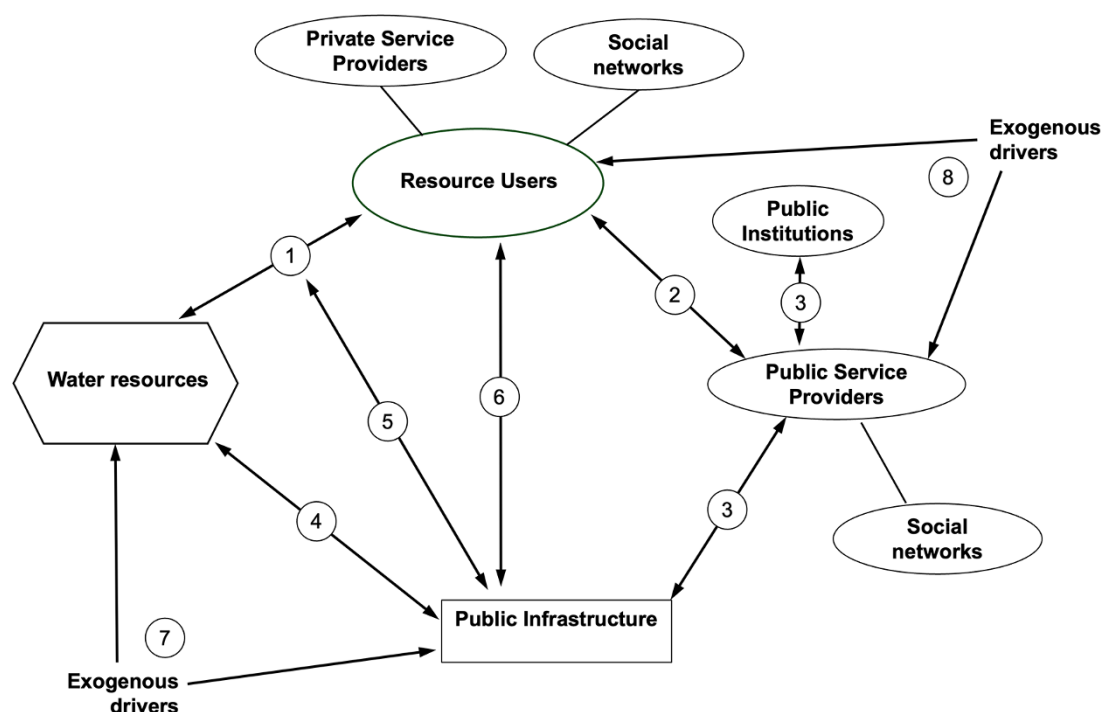 Private Service
Providers
Social
networks
Exogenous
drivers
8
Resource Users
Public
Institutions
1
2
3
Water resources
Public Service
Providers
6
5
4
3
Social
networks
Public Infrastructure
7
Exogenous
drivers